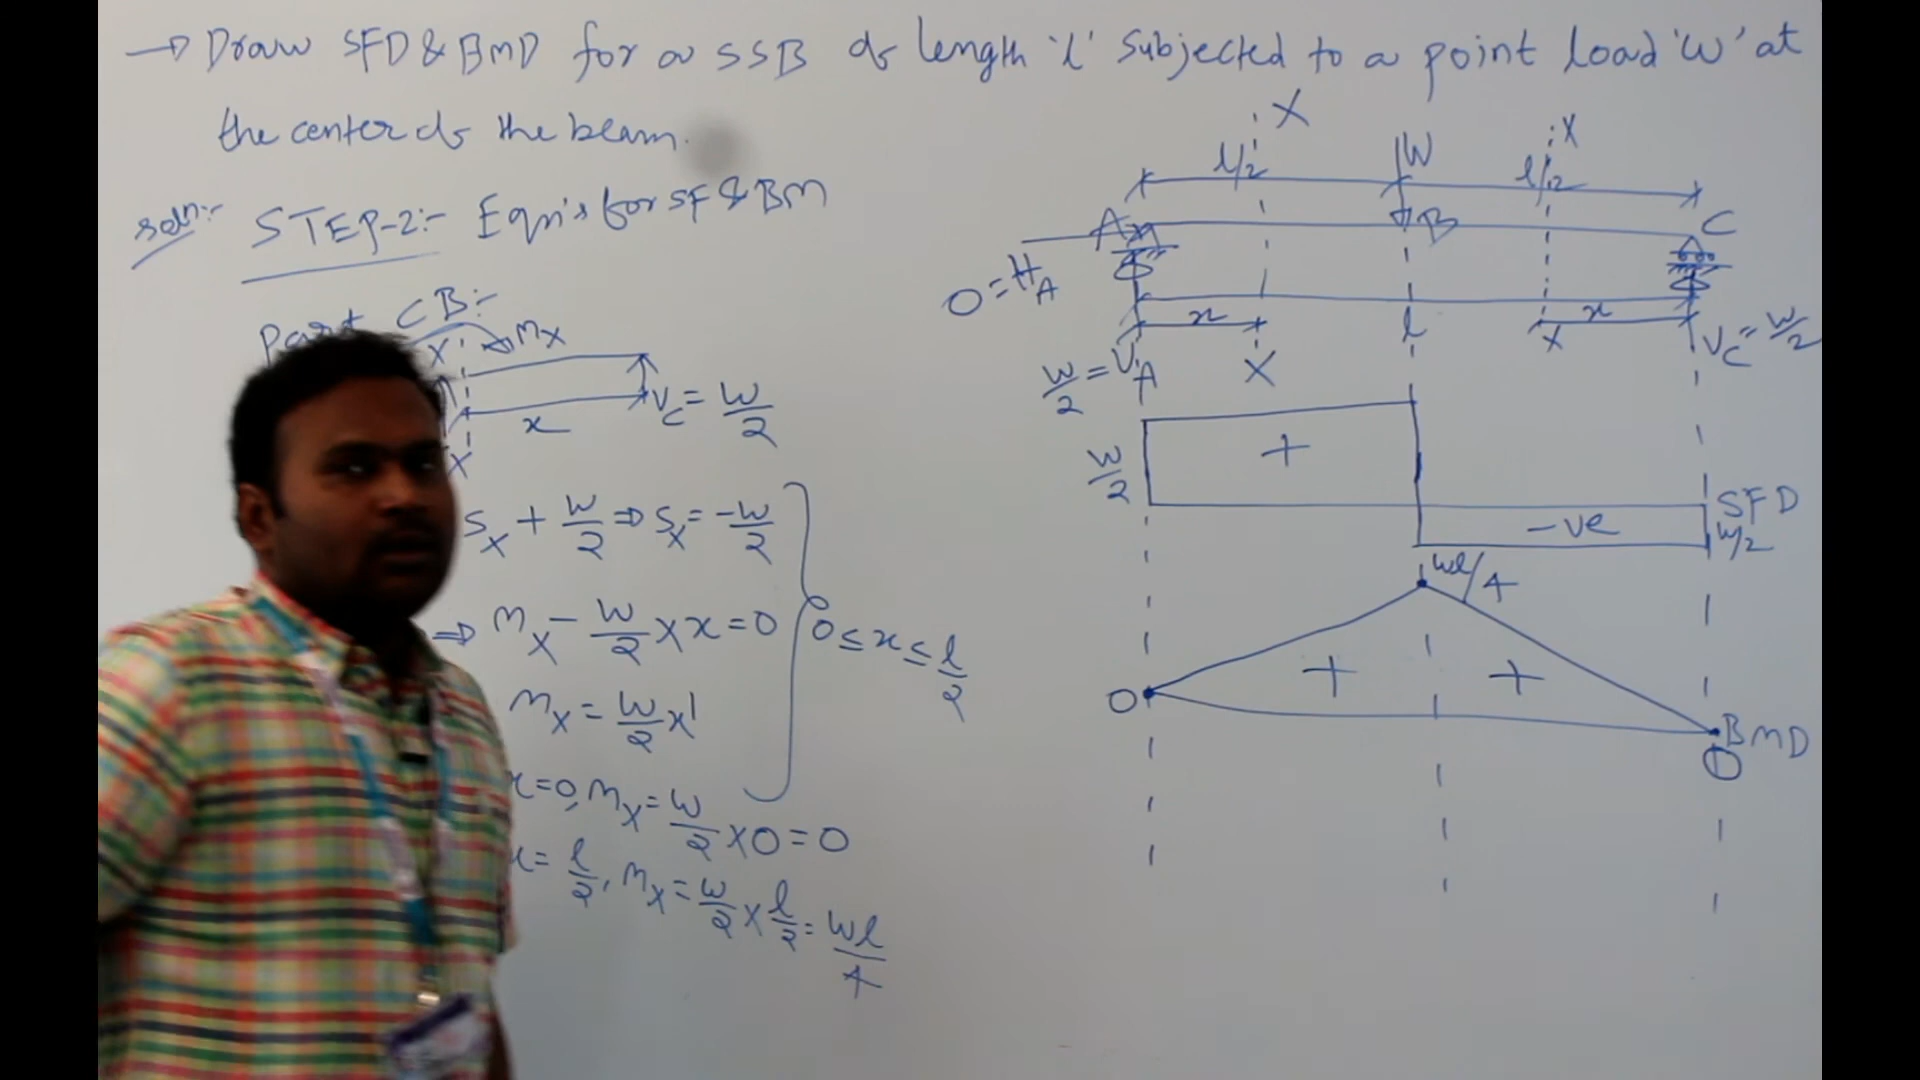 → Draw SFD & BMD for a SSB of length 'l' subjected to a point load 'W' at
the center of the beam.
soln:- STEP-2:- Eqn's for SF & BM
Part CB:-
X Mx
x
X
Vc = W/2
Sx + W/2 ⇒ Sx = -W/2
⇒ Mx - W/2 × x = 0
0 ≤ x ≤ l/2
Mx = W/2 x¹
x=0, Mx = W/2 × 0 = 0
x = l/2, Mx = W/2 × l/2 = Wl/4
X X
l/2 W l/2
A B C
0 = HA
x l x
X X
W/2 = VA
Vc = W/2
W/2 +
SFD
-ve W/2
Wl/4
0 + +
BMD
0